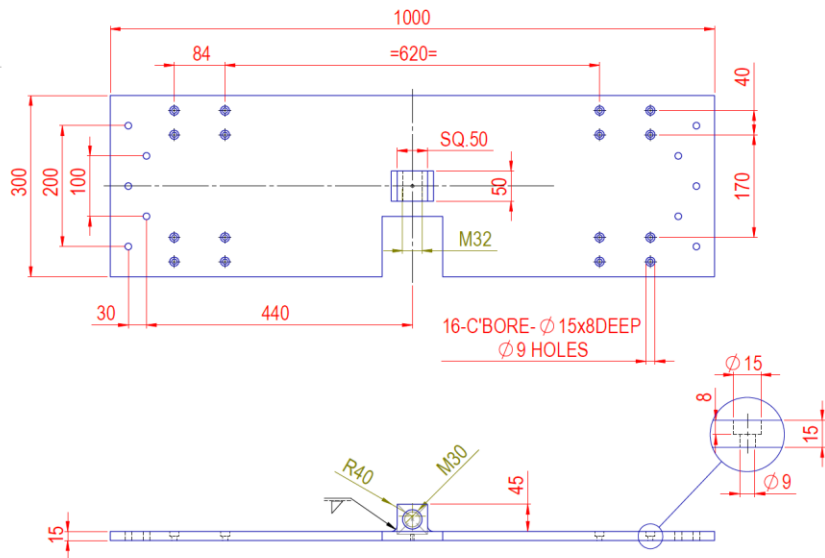 1000
84
=620=
40
SQ.50
300
200
100
50
170
M32
30
440
16-C'BORE- ∅ 15x8DEEP
∅ 9 HOLES
∅ 15
8
15
∅ 9
R40
M30
45
15